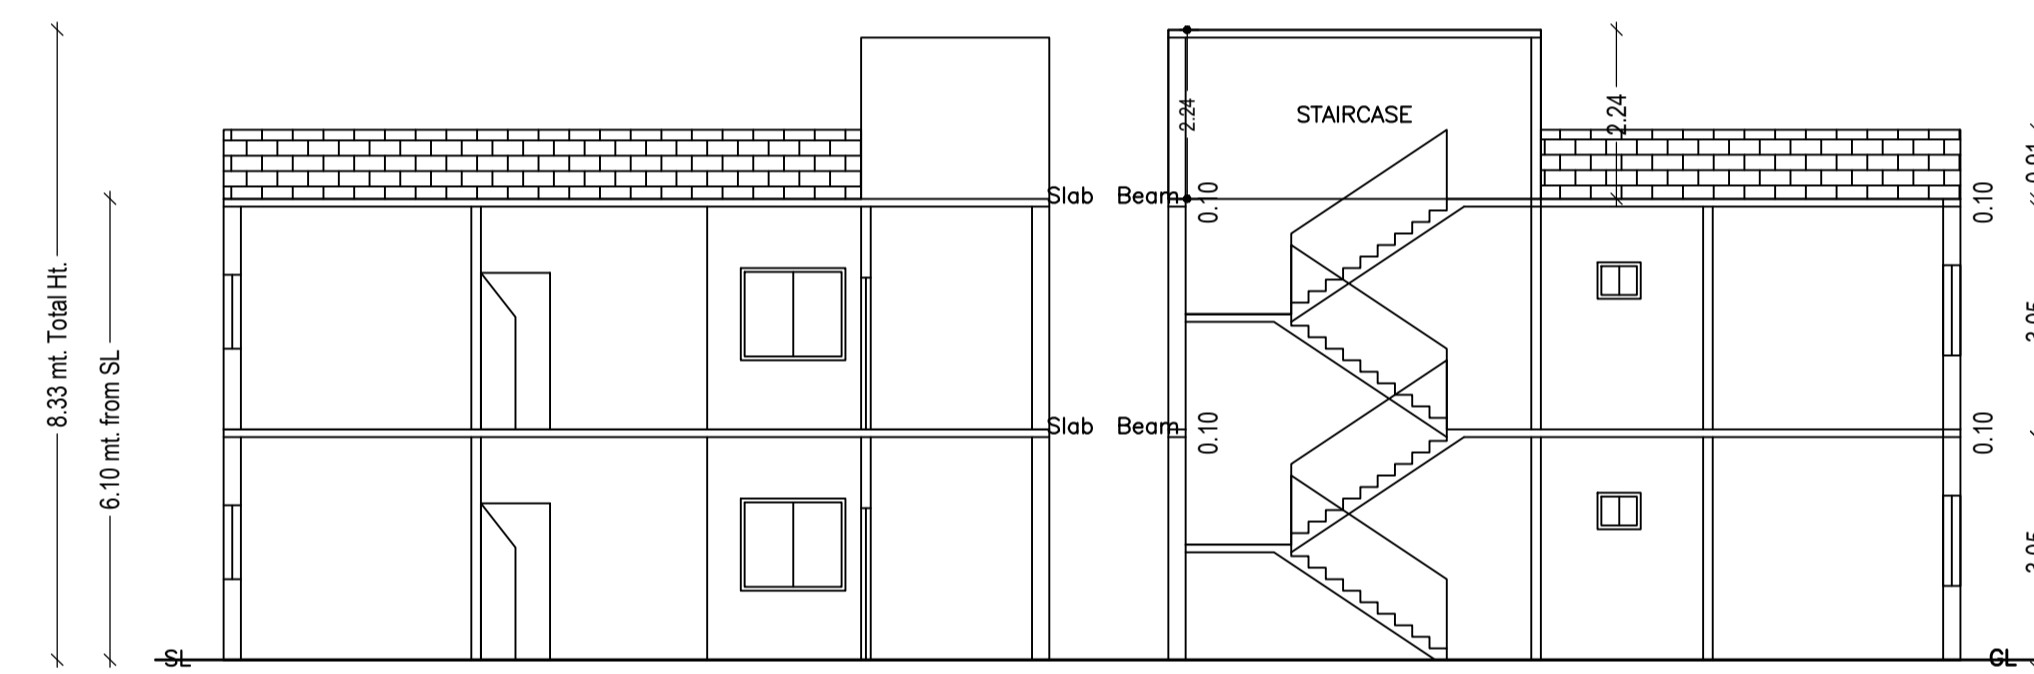 8.33 mt. Total Ht.
6.10 mt. from SL
2.24
STAIRCASE
2.24
Slab Beam
0.10
0.10
Slab Beam
0.10
0.10
SL
GL